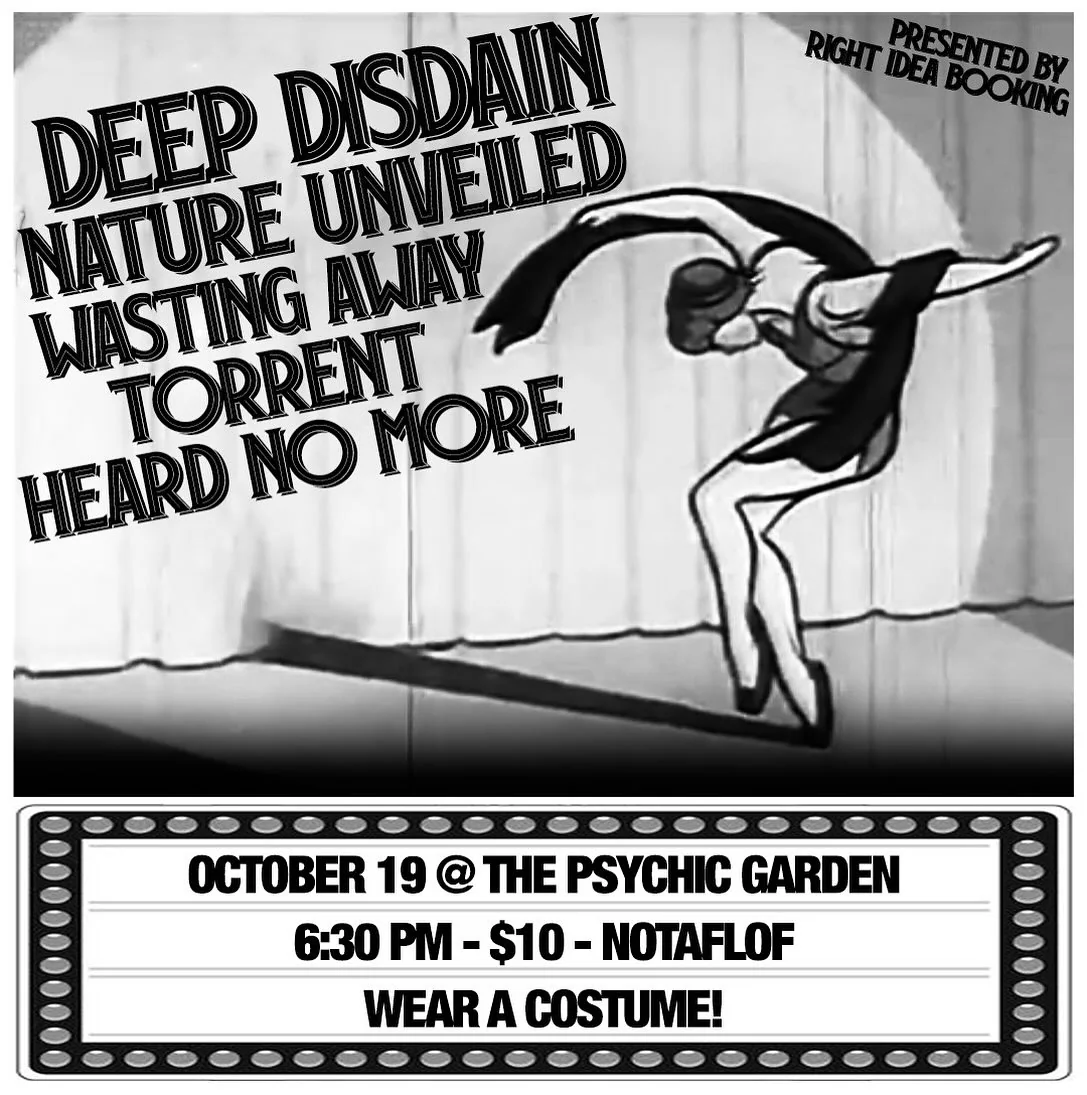 DEEP DISDAIN
NATURE UNVEILED
WASTING AWAY
TORRENT
HEARD NO MORE
PRESENTED BY
RIGHT IDEA BOOKING
OCTOBER 19 @ THE PSYCHIC GARDEN
6:30 PM - $10 - NOTAFLOF
WEAR A COSTUME!